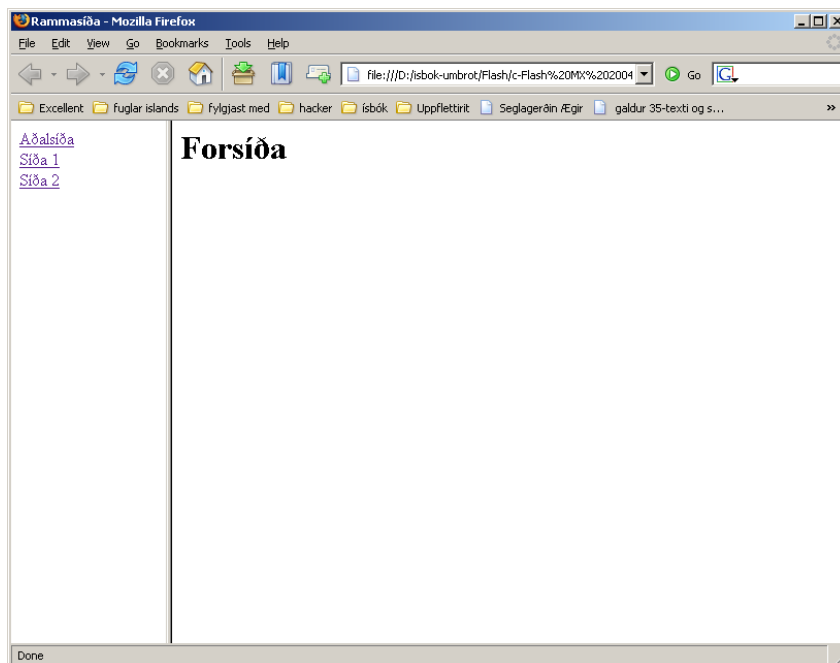 Rammasíða - Mozilla Firefox
File Edit View Go Bookmarks Tools Help
file:///D:/isbok-umbrot/Flash/c-Flash%20MX%202004 Go G
Excellent fuglar islands fylgjast med hacker ísbók Uppflettirit Seglagerðin Ægir galdur 35-texti og s... »
Aðalsíða
Síða 1
Síða 2
Forsíða
Done